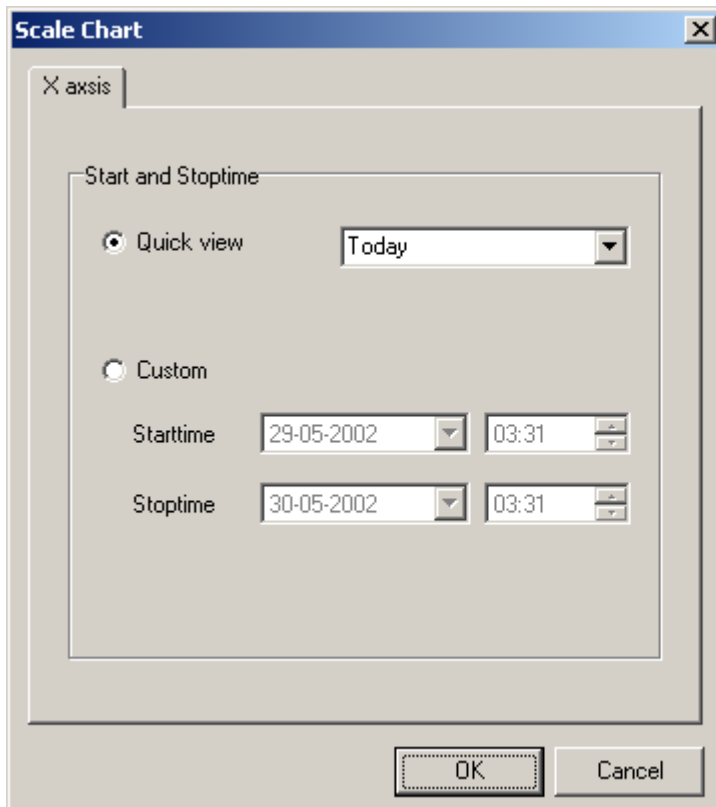 Scale Chart
X axsis
Start and Stoptime
Quick view Today
Custom
Starttime 29-05-2002 03:31
Stoptime 30-05-2002 03:31
OK Cancel